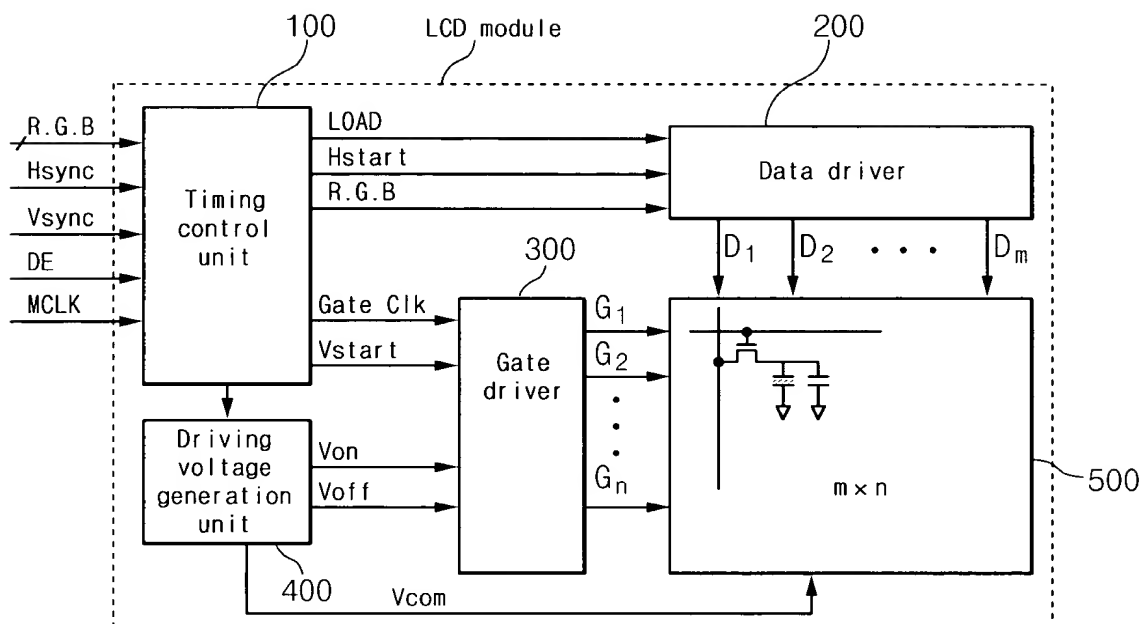 LCD module
100
200
R.G.B
Hsync
Vsync
DE
MCLK
Timing
control
unit
LOAD
Hstart
R.G.B
Data driver
D1
D2
Dm
Gate Clk
Vstart
300
Gate
driver
G1
G2
Gn
Driving
voltage
generation
unit
400
Von
Voff
Vcom
m×n
500